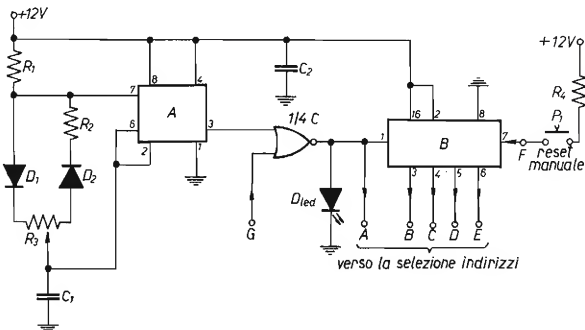 +12V
R1
7
8
4
A
6
2
3
1
R2
D1
D2
R3
C1
C2
1/4 C
G
Dled
16
2
8
1
B
7
3
4
5
6
A
B
C
D
E
verso la selezione indirizzi
+12V
R4
P1
F
reset
manuale